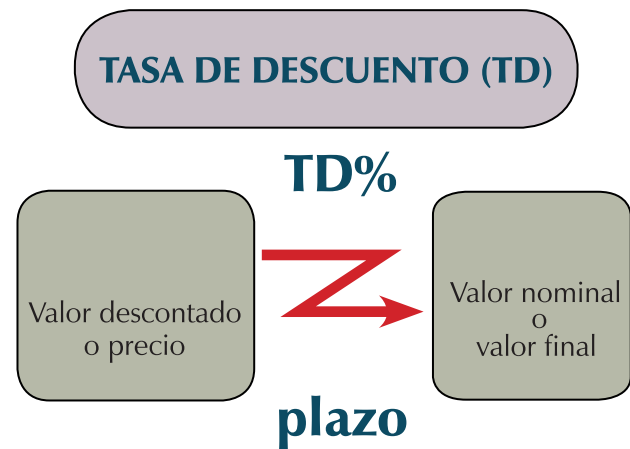 TASA DE DESCUENTO (TD)
TD%
Valor descontado
o precio
Valor nominal
o
valor final
plazo